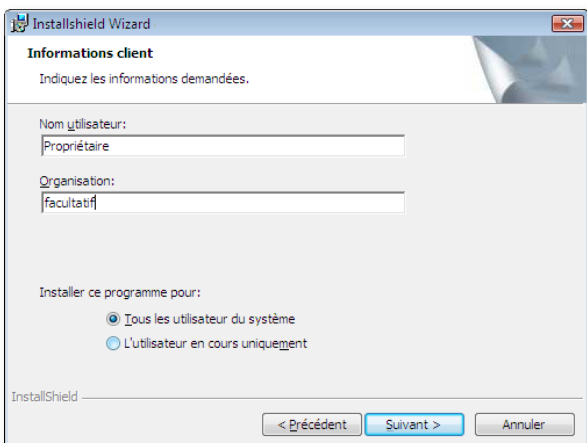 Installshield Wizard
Informations client
Indiquez les informations demandées.
Nom utilisateur:
Propriétaire
Organisation:
facultatif
Installer ce programme pour:
Tous les utilisateur du système
L'utilisateur en cours uniquement
InstallShield
< Précédent
Suivant >
Annuler